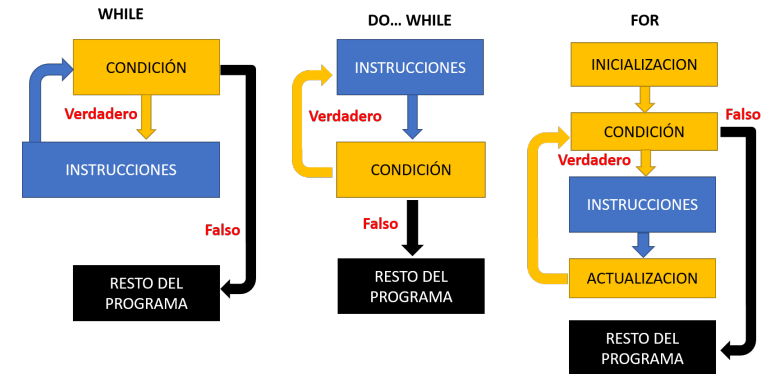 WHILE
CONDICIÓN
Verdadero
INSTRUCCIONES
Falso
RESTO DEL
PROGRAMA
DO... WHILE
INSTRUCCIONES
Verdadero
CONDICIÓN
Falso
RESTO DEL
PROGRAMA
FOR
INICIALIZACION
CONDICIÓN
Falso
Verdadero
INSTRUCCIONES
ACTUALIZACION
RESTO DEL
PROGRAMA